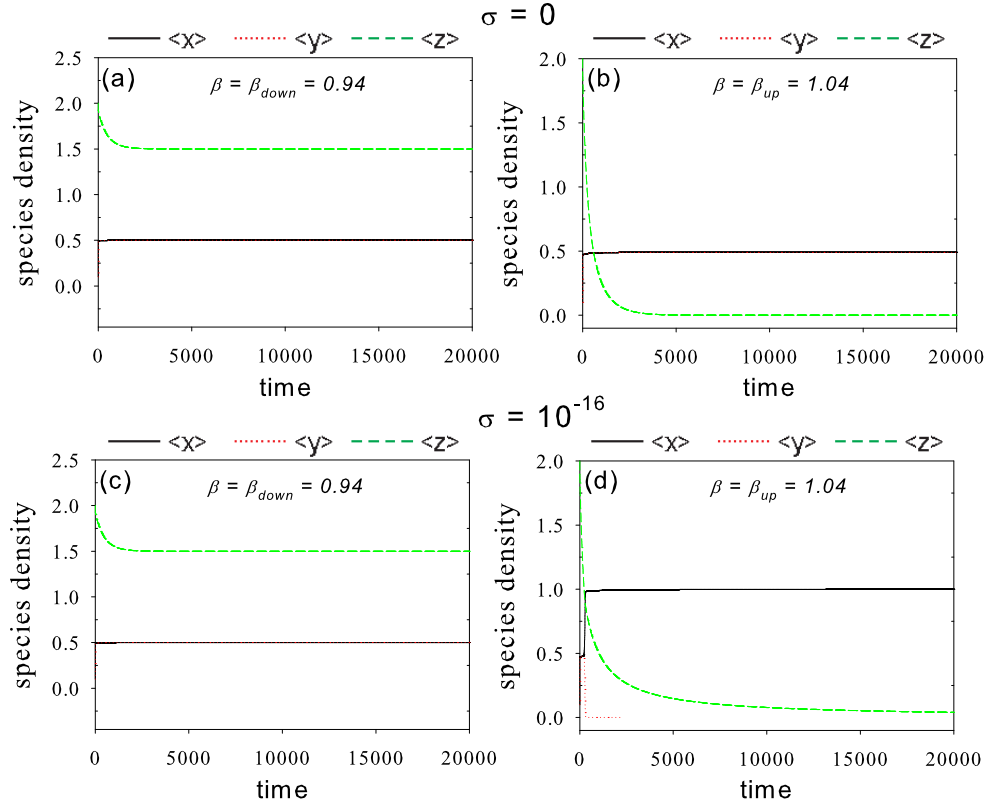 σ = 0
<x> <y> <z> <x> <y> <z>
(a) β = β_down = 0.94
2.5
2.0
1.5
1.0
0.5
0.0
species density
0 5000 10000 15000 20000
time
(b) β = β_up = 1.04
2.0
1.5
1.0
0.5
0.0
species density
0 5000 10000 15000 20000
time
σ = 10^-16
<x> <y> <z> <x> <y> <z>
(c) β = β_down = 0.94
2.5
2.0
1.5
1.0
0.5
0.0
species density
0 5000 10000 15000 20000
time
(d) β = β_up = 1.04
2.0
1.5
1.0
0.5
0.0
species density
0 5000 10000 15000 20000
time